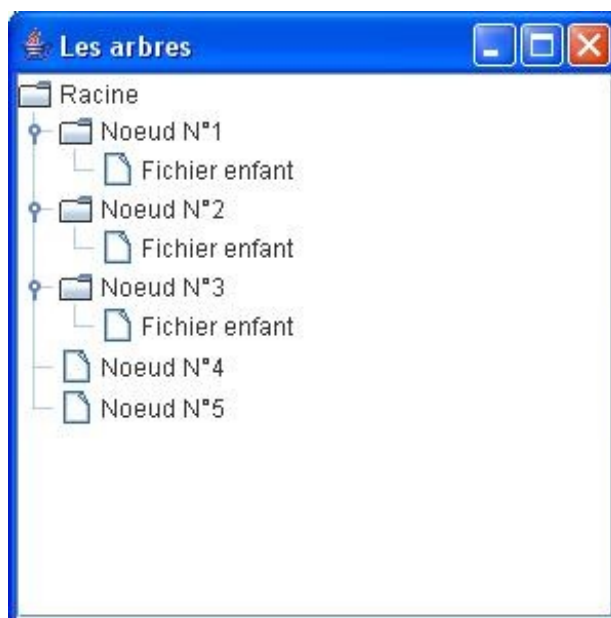 Les arbres
Racine
Noeud N°1
Fichier enfant
Noeud N°2
Fichier enfant
Noeud N°3
Fichier enfant
Noeud N°4
Noeud N°5